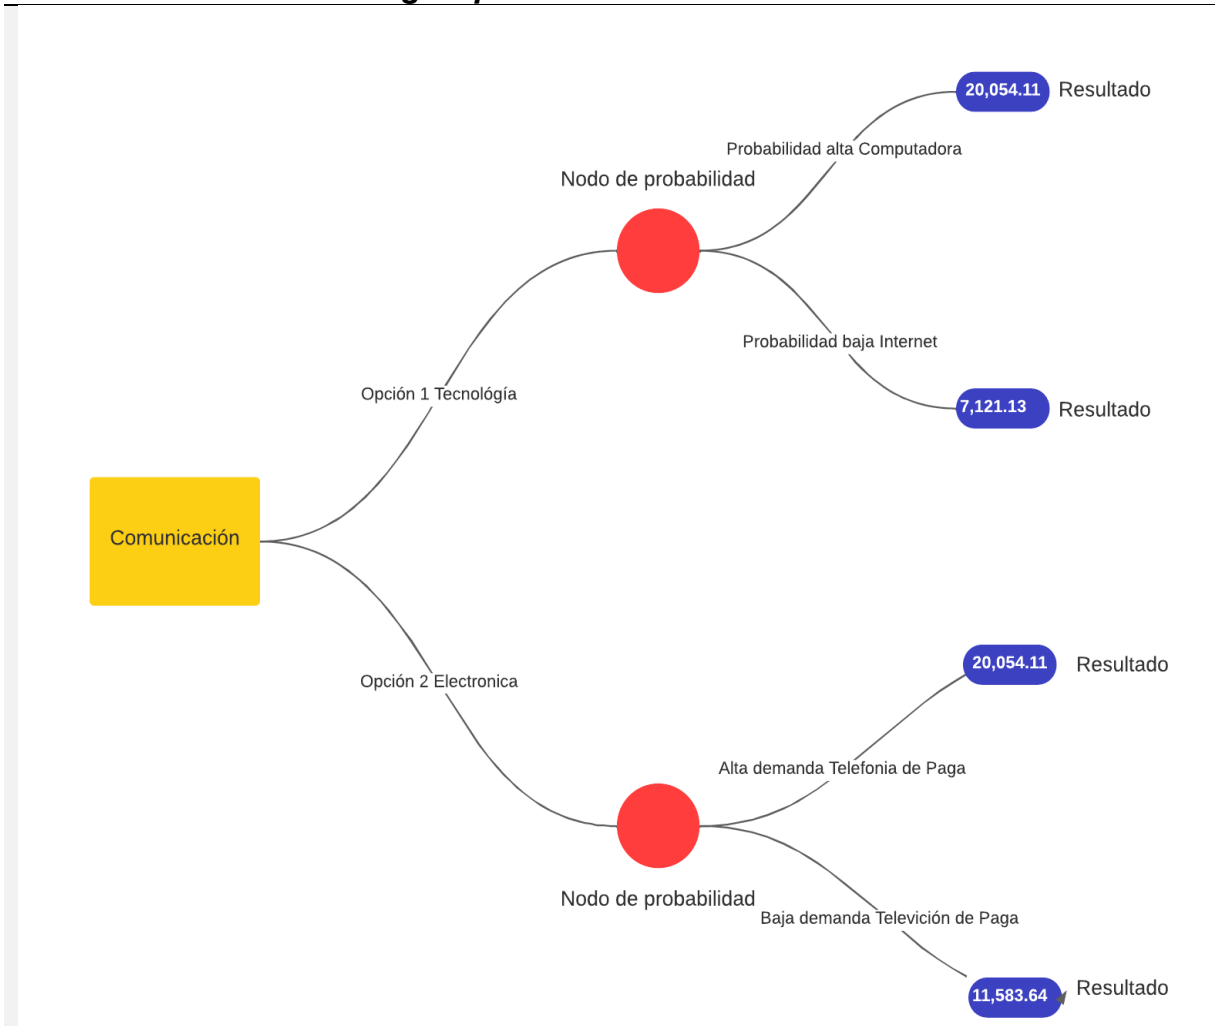 20,054.11 Resultado
Probabilidad alta Computadora
Nodo de probabilidad
Probabilidad baja Internet
Opción 1 Tecnológía
7,121.13 Resultado
Comunicación
20,054.11 Resultado
Opción 2 Electronica
Alta demanda Telefonia de Paga
Nodo de probabilidad
Baja demanda Televición de Paga
11,583.64 Resultado